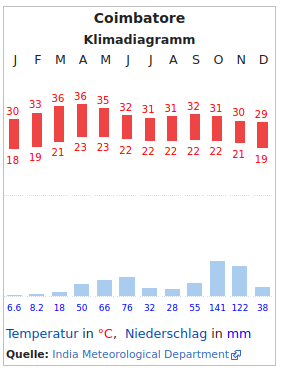 Coimbatore
Klimadiagramm
J F M A M J J A S O N D
30 33 36 36 35 32 31 31 32 31 30 29
18 19 21 23 23 22 22 22 22 22 21 19
6.6 8.2 18 50 66 76 32 28 55 141 122 38
Temperatur in °C, Niederschlag in mm
Quelle: India Meteorological Department